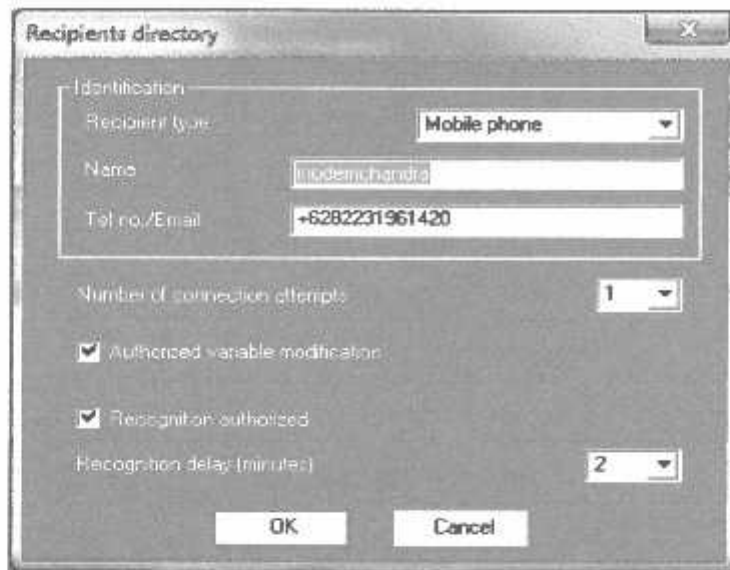 Recipients directory
Identification
Recipient type
Mobile phone
Name
modemchandra
Tel no./Email
+6282231961420
Number of connection attempts
1
Authorized variable modification
Recognition authorized
Recognition delay (minutes)
2
OK
Cancel